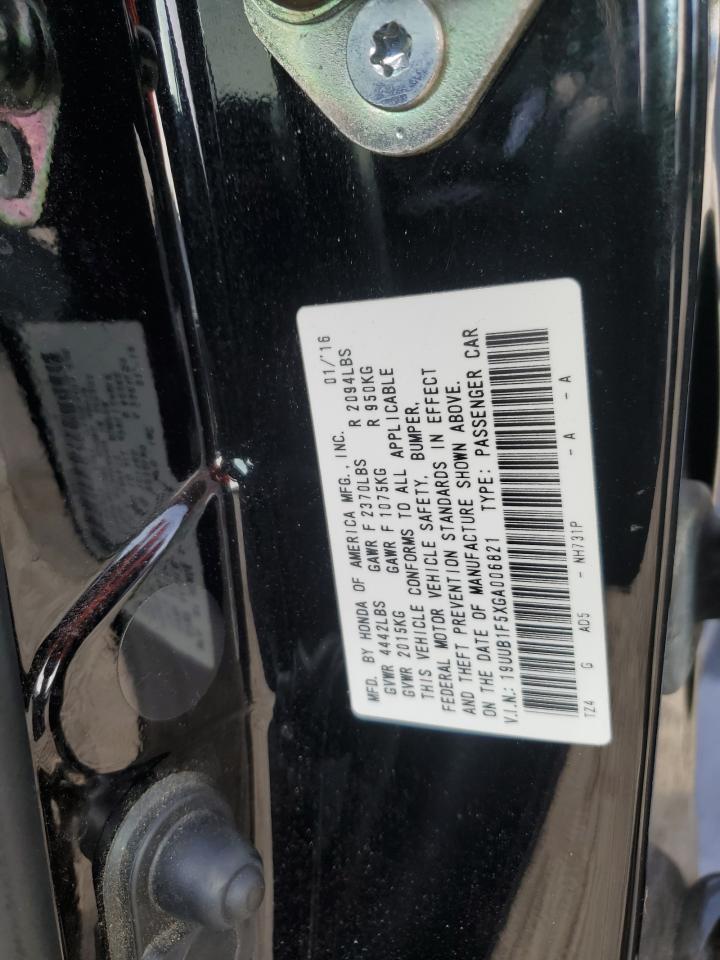 MFD. BY HONDA OF AMERICA MFG., INC. 01/'16
GVWR 4442LBS GAWR F 2370LBS R 2094LBS
GVWR 2015KG GAWR F 1075KG R 950KG
THIS VEHICLE CONFORMS TO ALL APPLICABLE
FEDERAL MOTOR VEHICLE SAFETY, BUMPER,
AND THEFT PREVENTION STANDARDS IN EFFECT
ON THE DATE OF MANUFACTURE SHOWN ABOVE.
V.I.N.: 19UUB1F5XGA006821 TYPE: PASSENGER CAR
TZ4 G AD5 - NH731P - A - A